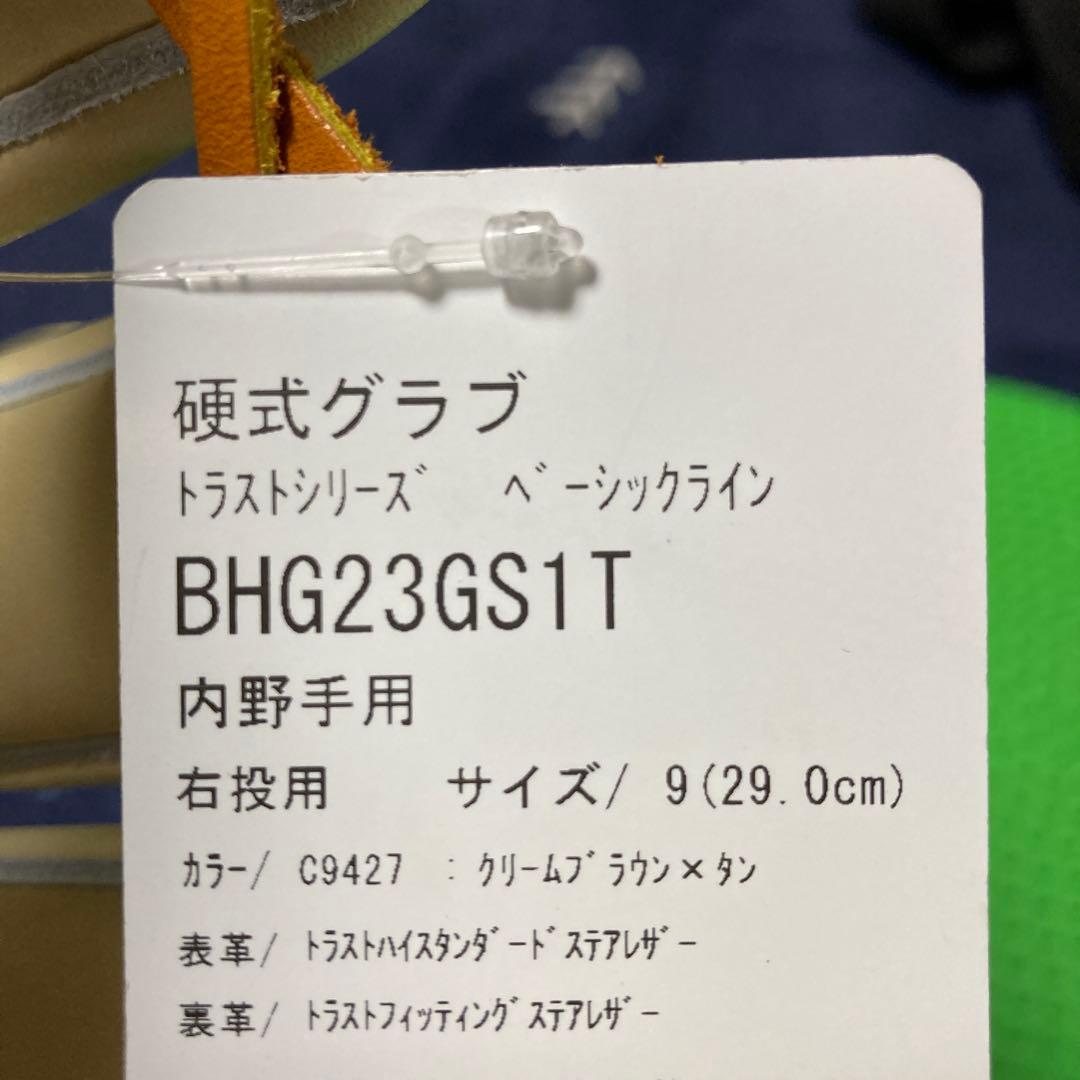 硬式グラブ
ﾄﾗｽﾄｼﾘｰｽﾞ ﾍﾞｰｼｯｸﾗｲﾝ
BHG23GS1T
内野手用
右投用 サイズ/ 9(29.0cm)
ｶﾗｰ/ C9427 : ｸﾘｰﾑﾌﾞﾗｳﾝ×ﾀﾝ
表革/ ﾄﾗｽﾄﾊｲｽﾀﾝﾀﾞｰﾄﾞｽﾃｱﾚｻﾞｰ
裏革/ ﾄﾗｽﾄﾌｨｯﾃｨﾝｸﾞｽﾃｱﾚｻﾞｰ